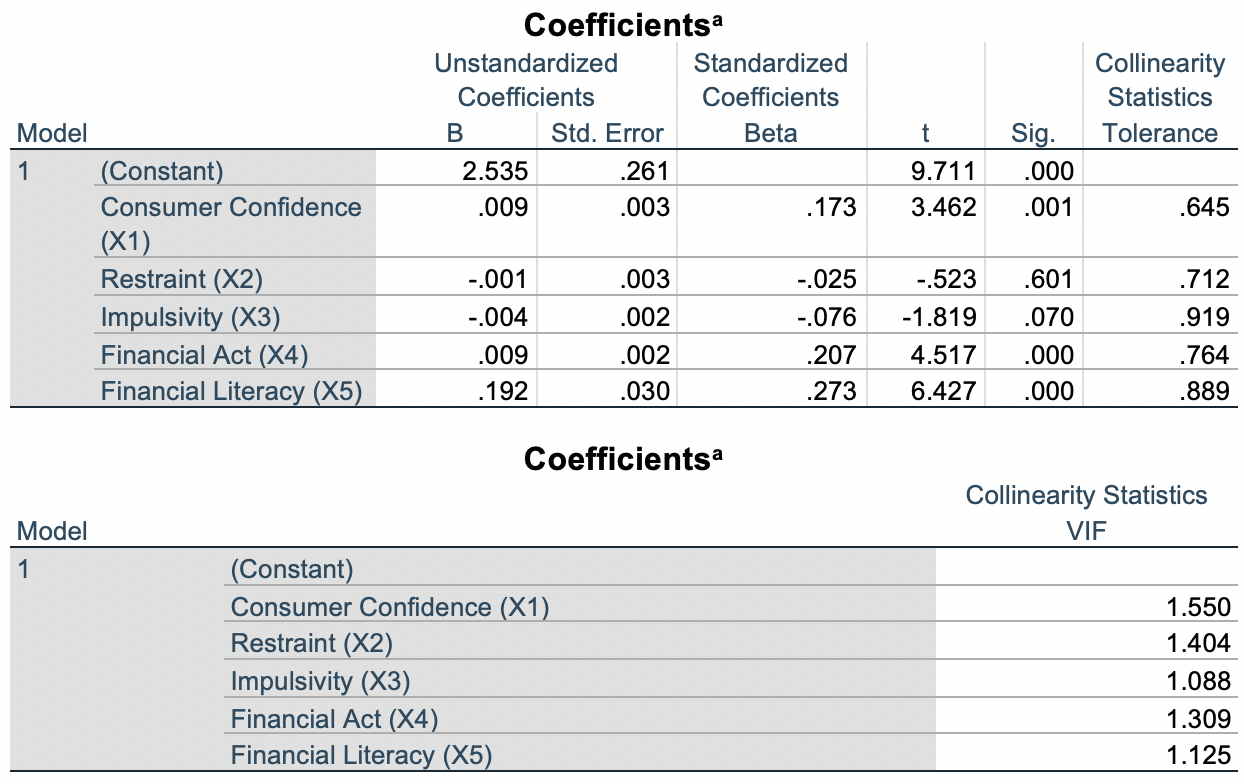 Coefficientsᵃ
Unstandardized Coefficients Standardized Coefficients Collinearity Statistics
Model B Std. Error Beta t Sig. Tolerance
1 (Constant) 2.535 .261 9.711 .000
Consumer Confidence (X1) .009 .003 .173 3.462 .001 .645
Restraint (X2) -.001 .003 -.025 -.523 .601 .712
Impulsivity (X3) -.004 .002 -.076 -1.819 .070 .919
Financial Act (X4) .009 .002 .207 4.517 .000 .764
Financial Literacy (X5) .192 .030 .273 6.427 .000 .889
Coefficientsᵃ
Collinearity Statistics
Model VIF
1 (Constant)
Consumer Confidence (X1) 1.550
Restraint (X2) 1.404
Impulsivity (X3) 1.088
Financial Act (X4) 1.309
Financial Literacy (X5) 1.125